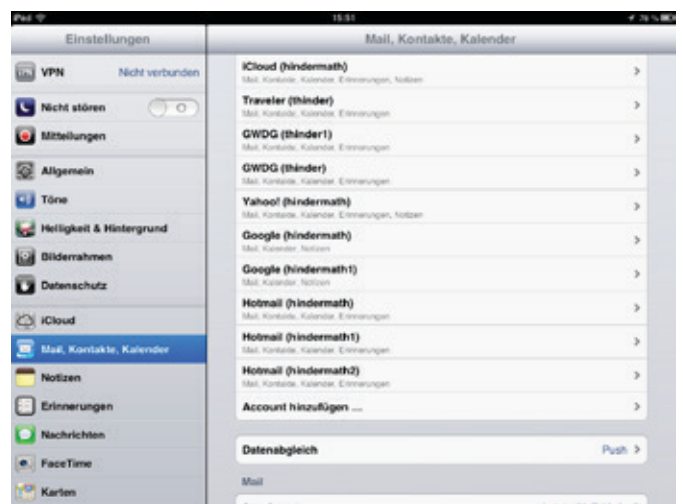 iPad 15:51 76 %
Einstellungen
VPN Nicht verbunden
Nicht stören
Mitteilungen
Allgemein
Töne
Helligkeit & Hintergrund
Bilderrahmen
Datenschutz
iCloud
Mail, Kontakte, Kalender
Notizen
Erinnerungen
Nachrichten
FaceTime
Karten
Mail, Kontakte, Kalender
iCloud (hindermath)
Mail, Kontakte, Kalender, Erinnerungen, Notizen
Traveler (thinder)
Mail, Kontakte, Kalender, Erinnerungen
GWDG (thinder1)
Mail, Kontakte, Kalender, Erinnerungen
GWDG (thinder)
Mail, Kontakte, Kalender, Erinnerungen
Yahoo! (hindermath)
Mail, Kontakte, Kalender, Erinnerungen, Notizen
Google (hindermath)
Mail, Kalender, Notizen
Google (hindermath1)
Mail, Kalender, Notizen
Hotmail (hindermath)
Mail, Kontakte, Kalender, Erinnerungen
Hotmail (hindermath1)
Mail, Kontakte, Kalender, Erinnerungen
Hotmail (hindermath2)
Mail, Kontakte, Kalender, Erinnerungen
Account hinzufügen ...
Datenabgleich Push
Mail